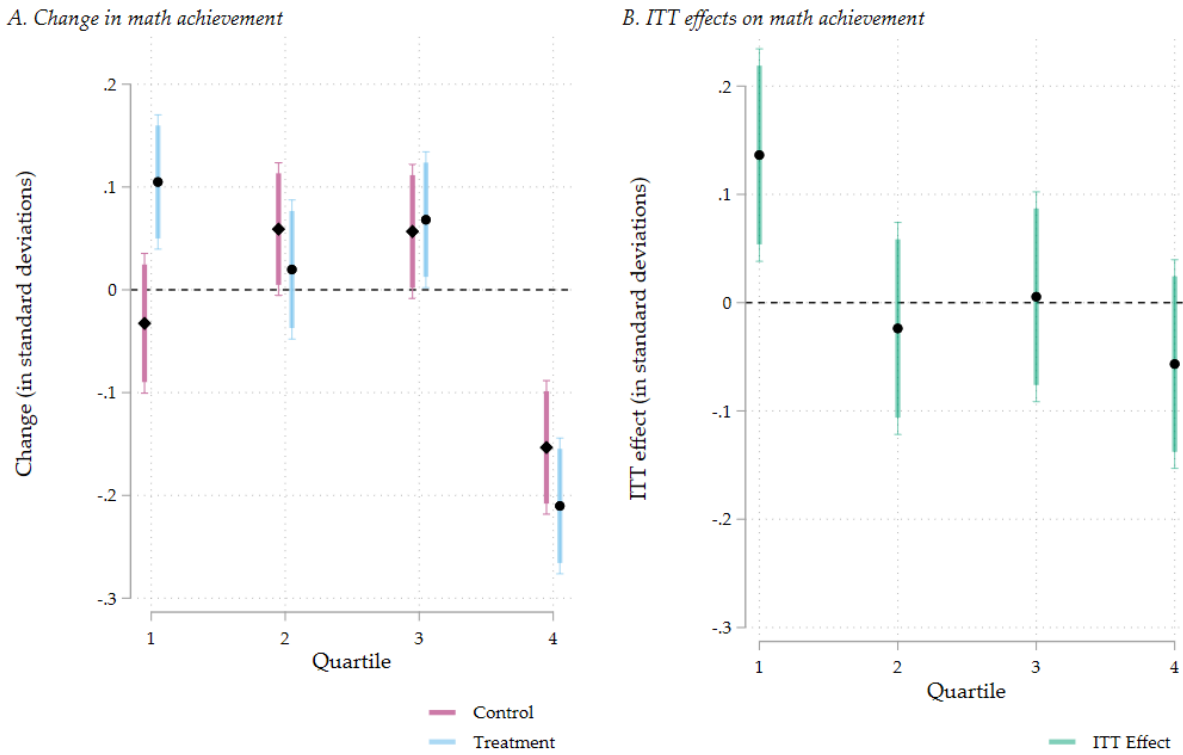 A. Change in math achievement
Change (in standard deviations)
.2
.1
0
-.1
-.2
-.3
1 2 3 4
Quartile
Control
Treatment
B. ITT effects on math achievement
ITT effect (in standard deviations)
.2
.1
0
-.1
-.2
-.3
1 2 3 4
Quartile
ITT Effect